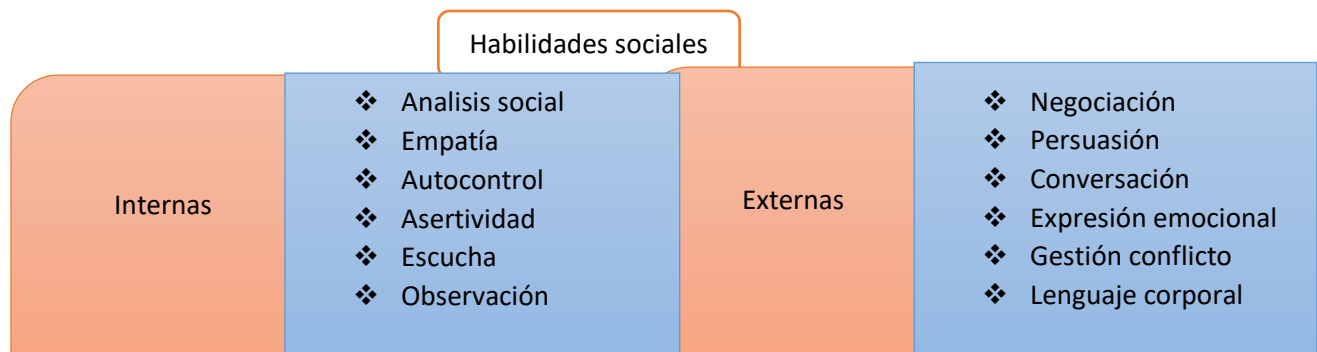 Habilidades sociales
Internas
❖ Analisis social
❖ Empatía
❖ Autocontrol
❖ Asertividad
❖ Escucha
❖ Observación
Externas
❖ Negociación
❖ Persuasión
❖ Conversación
❖ Expresión emocional
❖ Gestión conflicto
❖ Lenguaje corporal